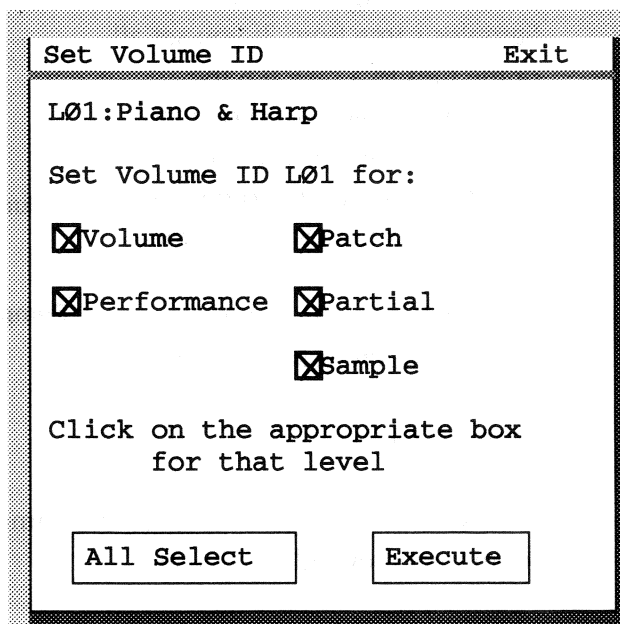 Set Volume ID Exit
LØ1:Piano & Harp
Set Volume ID LØ1 for:
Volume Patch
Performance Partial
Sample
Click on the appropriate box
for that level
All Select Execute